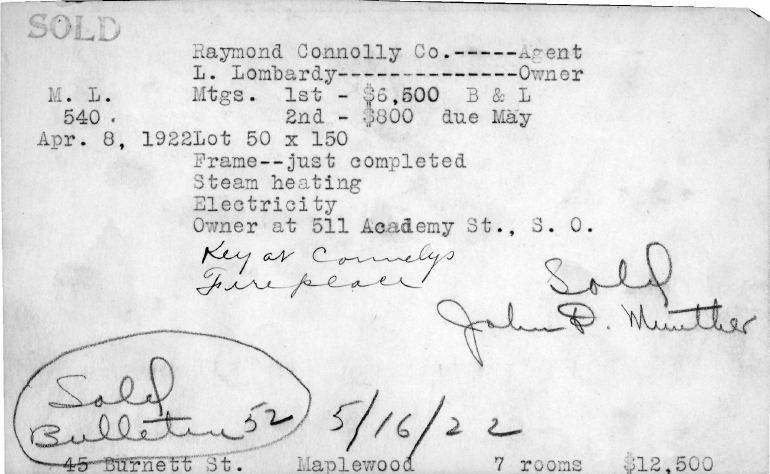 SOLD
Raymond Connolly Co.-----Agent
L. Lombardy--------------Owner
M. L. Mtgs. 1st - $6,500 B & L
540. 2nd - $800 due May
Apr. 8, 1922 Lot 50 x 150
Frame--just completed
Steam heating
Electricity
Owner at 511 Academy St., S. O.
Key at Connelys
Fireplace
Sold
John D. Munther
Sold
Bulletin 52
5/16/22
45 Burnett St. Maplewood 7 rooms $12,500